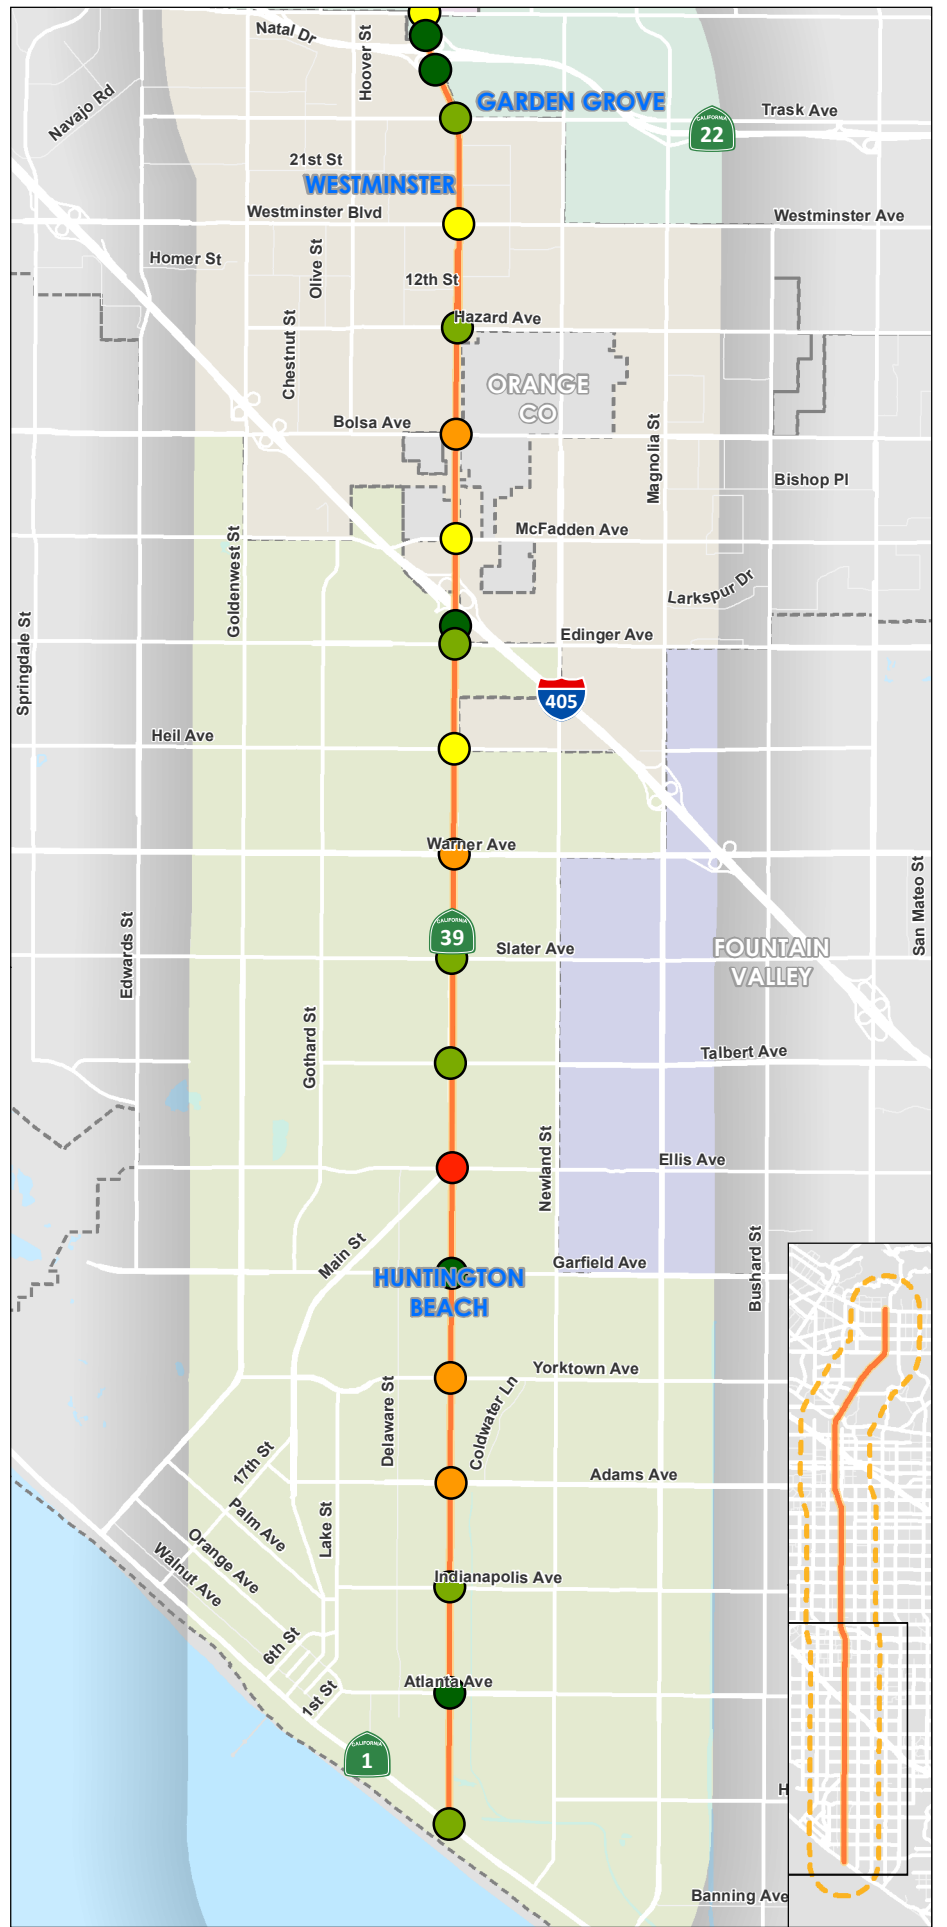 Natal Dr
Hoover St
Navajo Rd
GARDEN GROVE
Trask Ave
CALIFORNIA
22
21st St
WESTMINSTER
Westminster Blvd
Westminster Ave
Homer St
Olive St
12th St
Hazard Ave
Chestnut St
ORANGE
CO
Bolsa Ave
Magnolia St
Bishop Pl
McFadden Ave
Goldenwest St
Larkspur Dr
Springdale St
Edinger Ave
405
Heil Ave
Warner Ave
San Mateo St
Edwards St
CALIFORNIA
39
Slater Ave
FOUNTAIN
VALLEY
Gothard St
Talbert Ave
Newland St
Ellis Ave
Main St
Garfield Ave
Bushard St
HUNTINGTON
BEACH
Yorktown Ave
Delaware St
Coldwater Ln
17th St
Adams Ave
Palm Ave
Lake St
Orange Ave
Walnut Ave
Indianapolis Ave
6th St
Atlanta Ave
1st St
CALIFORNIA
1
H
Banning Ave